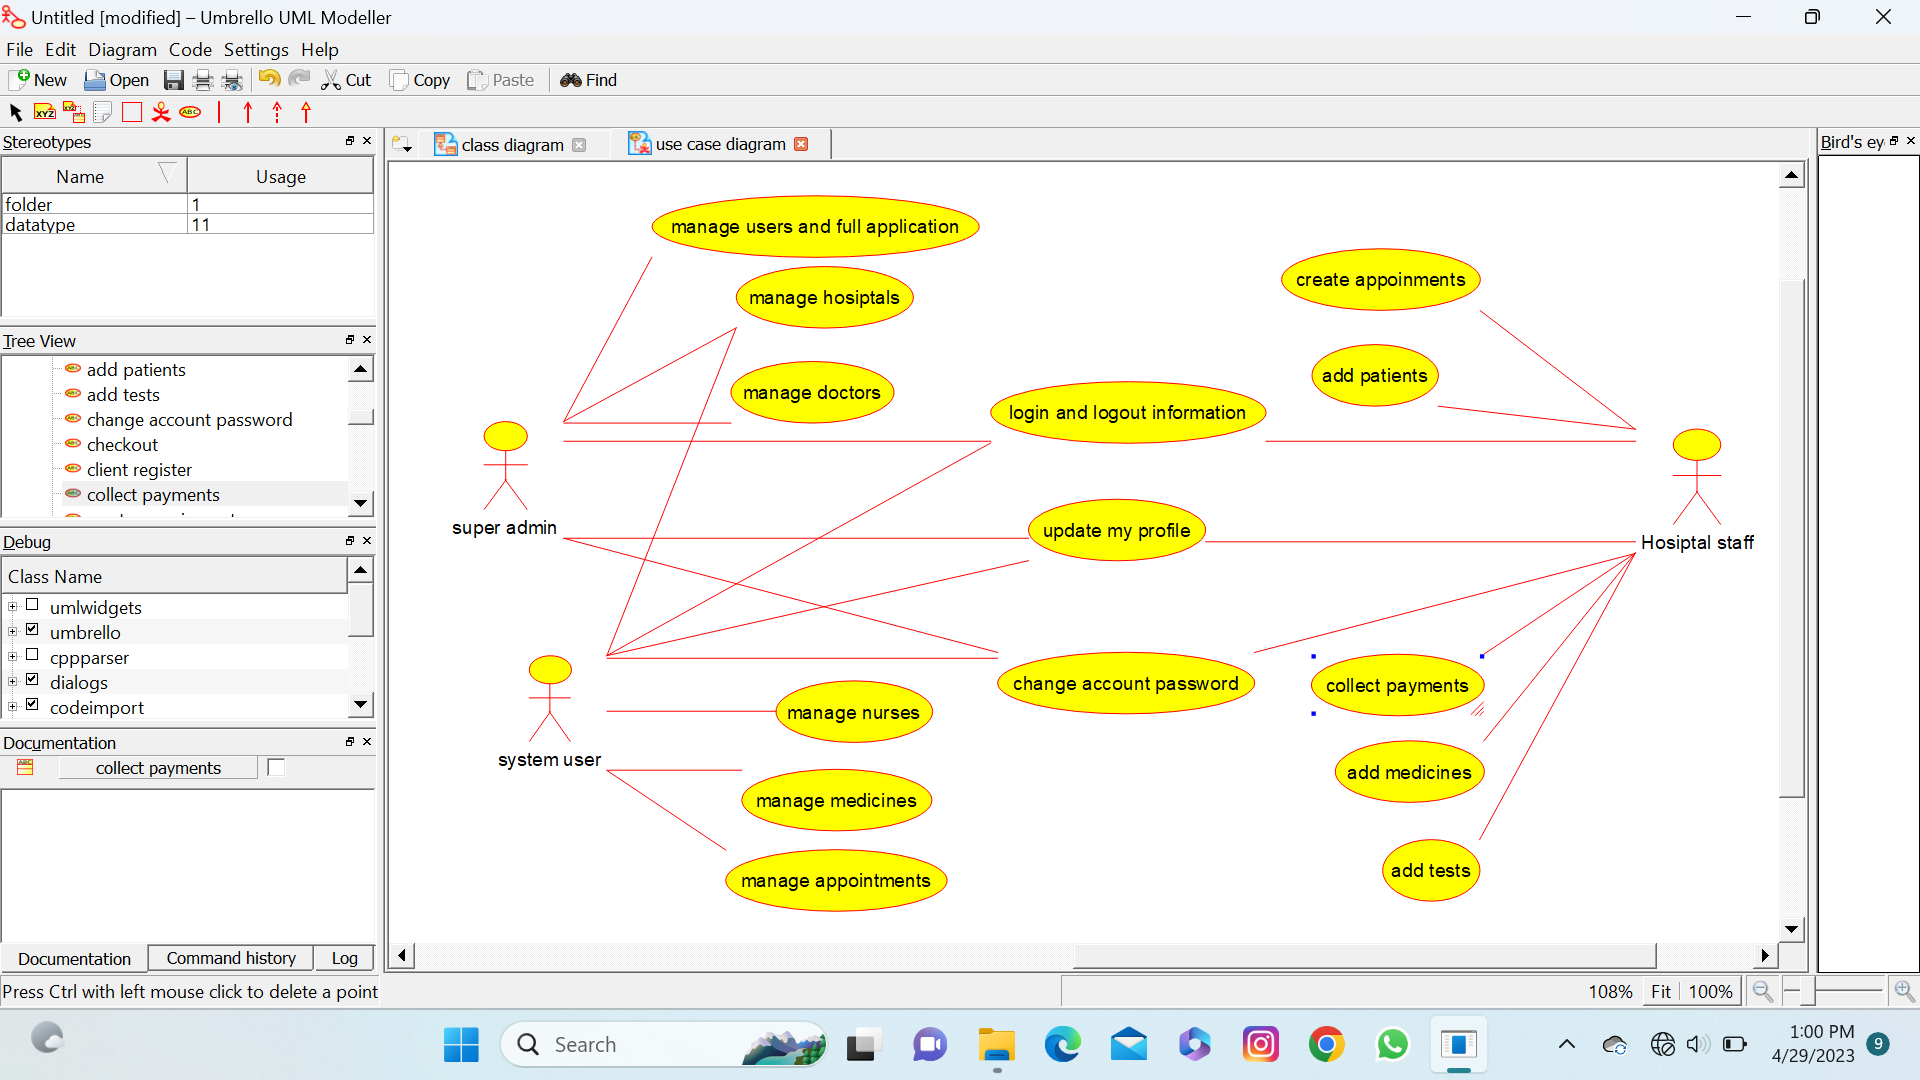 Untitled [modified] – Umbrello UML Modeller
File Edit Diagram Code Settings Help
New Open Cut Copy Paste Find
XYZ XYZ ABC
Stereotypes
Name Usage
folder 1
datatype 11
Tree View
add patients
add tests
change account password
checkout
client register
collect payments
Debug
Class Name
umlwidgets
umbrello
cppparser
dialogs
codeimport
Documentation
collect payments
Documentation Command history Log
Press Ctrl with left mouse click to delete a point
class diagram use case diagram
Bird's ey
manage users and full application
manage hosiptals
create appoinments
add patients
manage doctors
login and logout information
super admin
update my profile
Hosiptal staff
change account password
collect payments
manage nurses
system user
add medicines
manage medicines
add tests
manage appointments
108% Fit 100%
Search
1:00 PM
4/29/2023
9